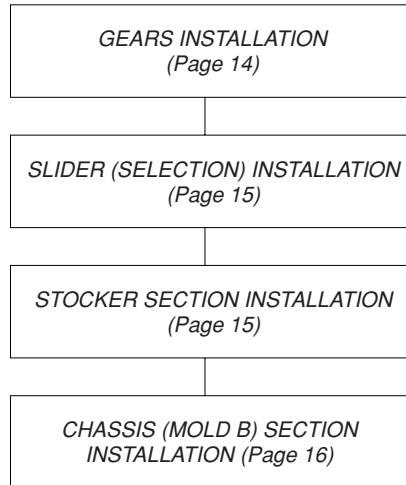 GEARS INSTALLATION
(Page 14)
SLIDER (SELECTION) INSTALLATION
(Page 15)
STOCKER SECTION INSTALLATION
(Page 15)
CHASSIS (MOLD B) SECTION
INSTALLATION (Page 16)